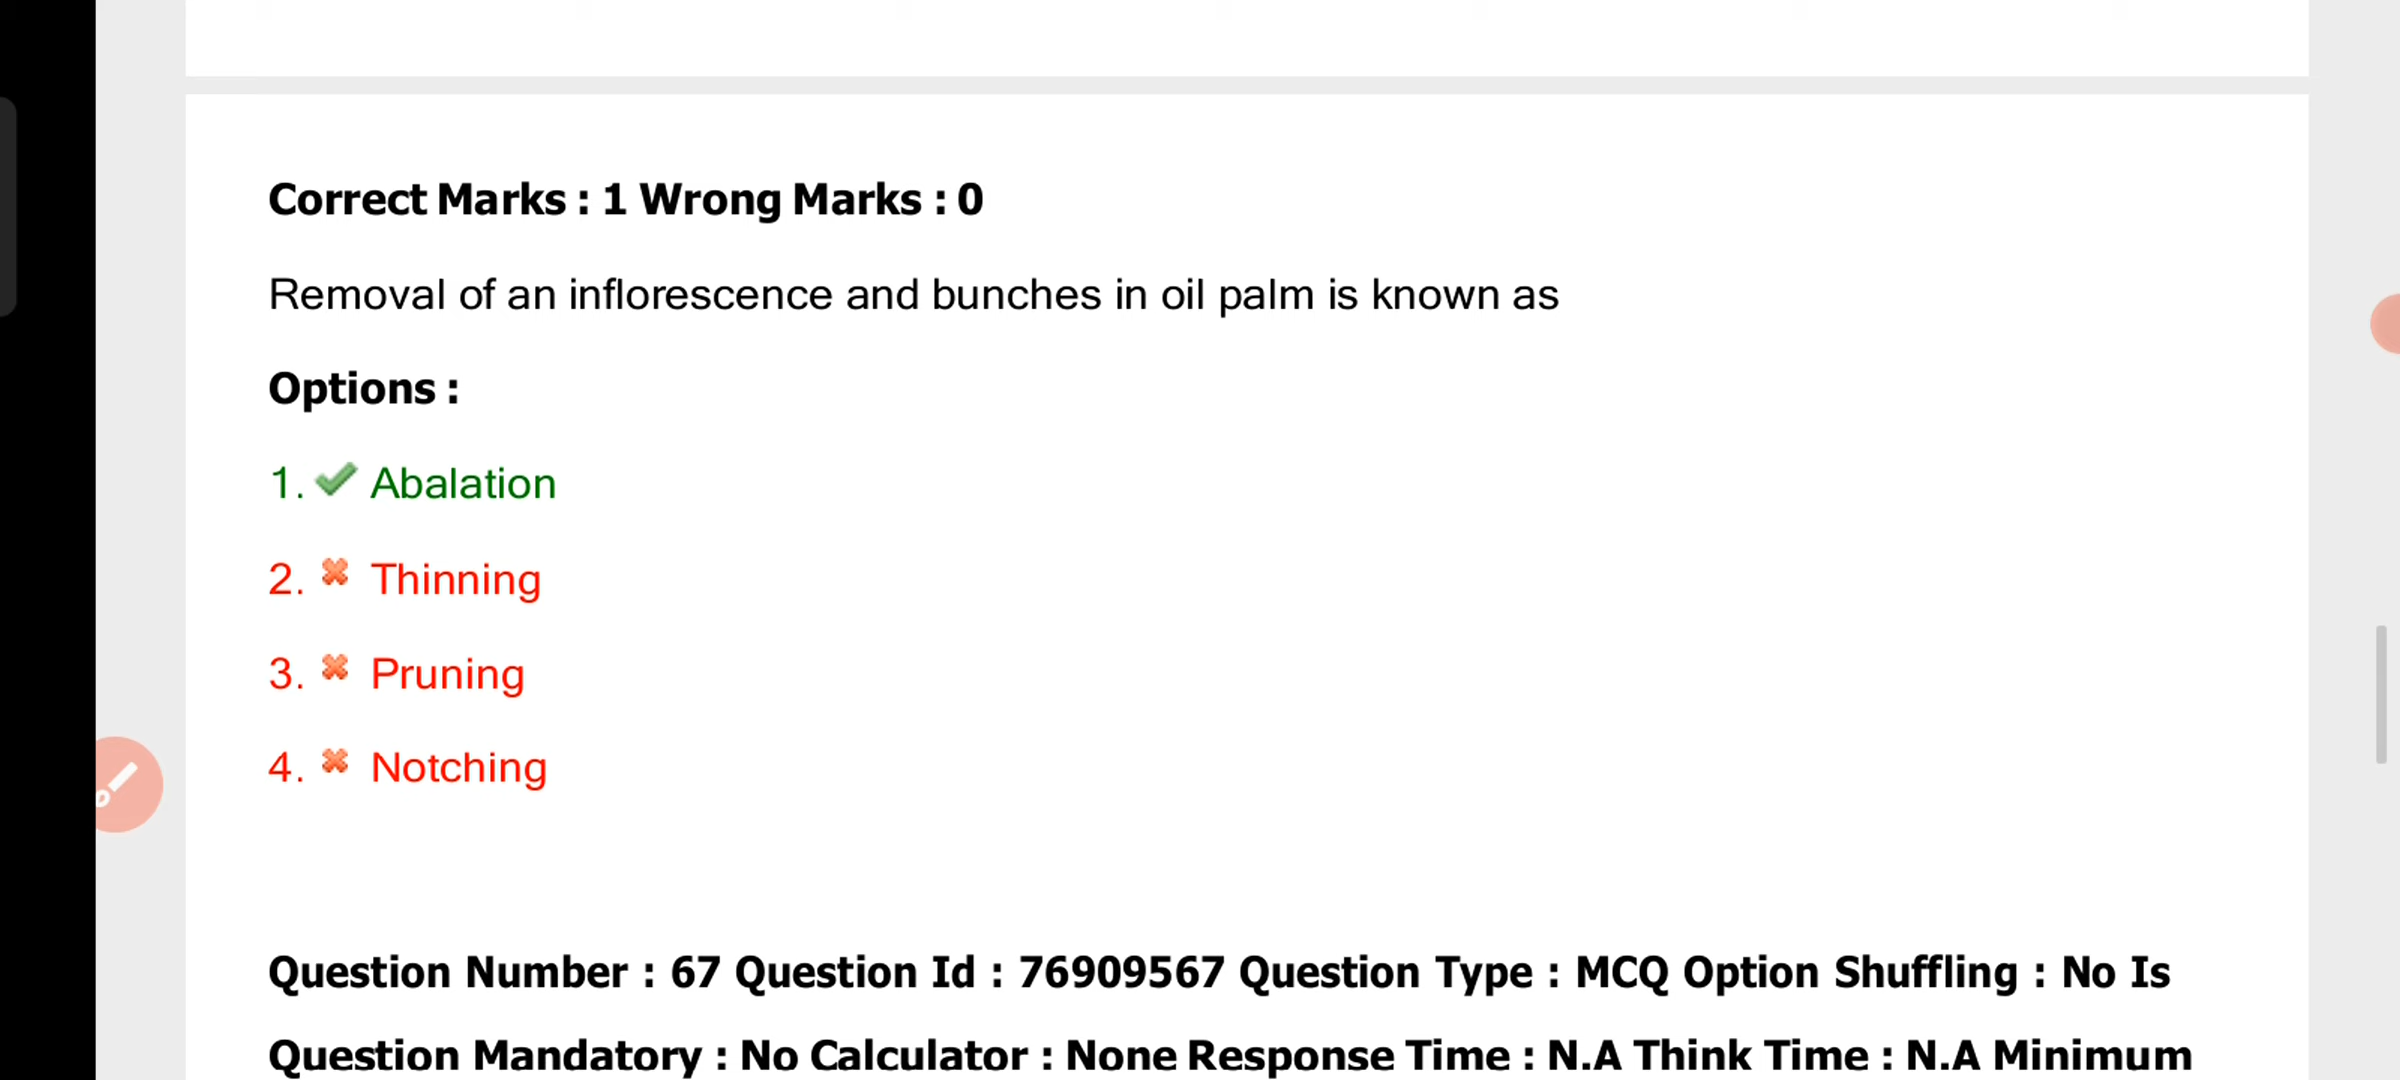 Correct Marks : 1 Wrong Marks : 0
Removal of an inflorescence and bunches in oil palm is known as
Options :
1. Abalation
2. Thinning
3. Pruning
4. Notching
Question Number : 67 Question Id : 76909567 Question Type : MCQ Option Shuffling : No Is
Question Mandatory : No Calculator : None Response Time : N.A Think Time : N.A Minimum